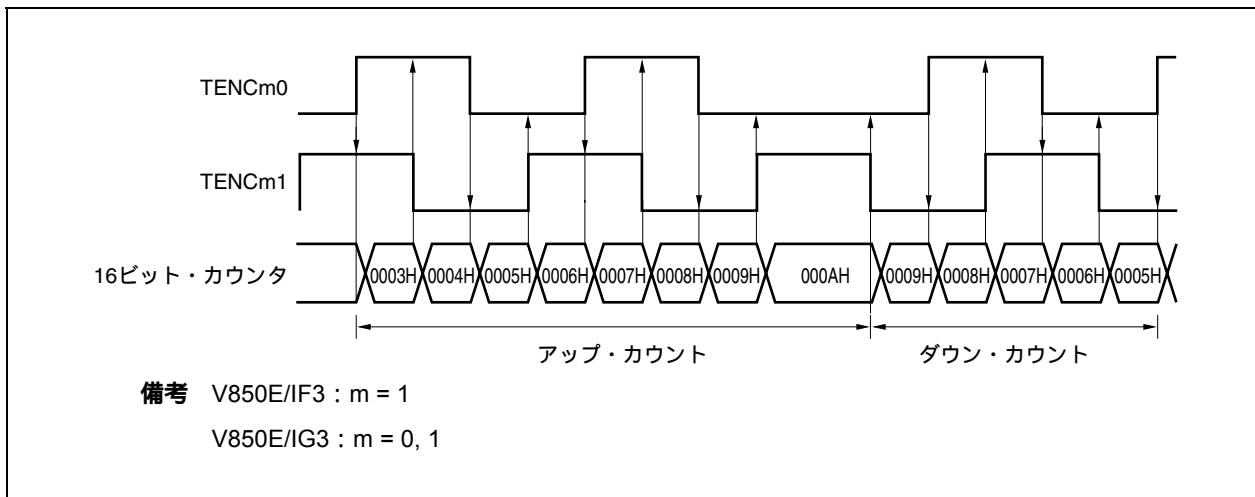 TENCm0
TENCm1
16ビット・カウンタ
0003H 0004H 0005H 0006H 0007H 0008H 0009H 000AH 0009H 0008H 0007H 0006H 0005H
アップ・カウント ダウン・カウント
備考 V850E/IF3：m = 1
V850E/IG3：m = 0, 1